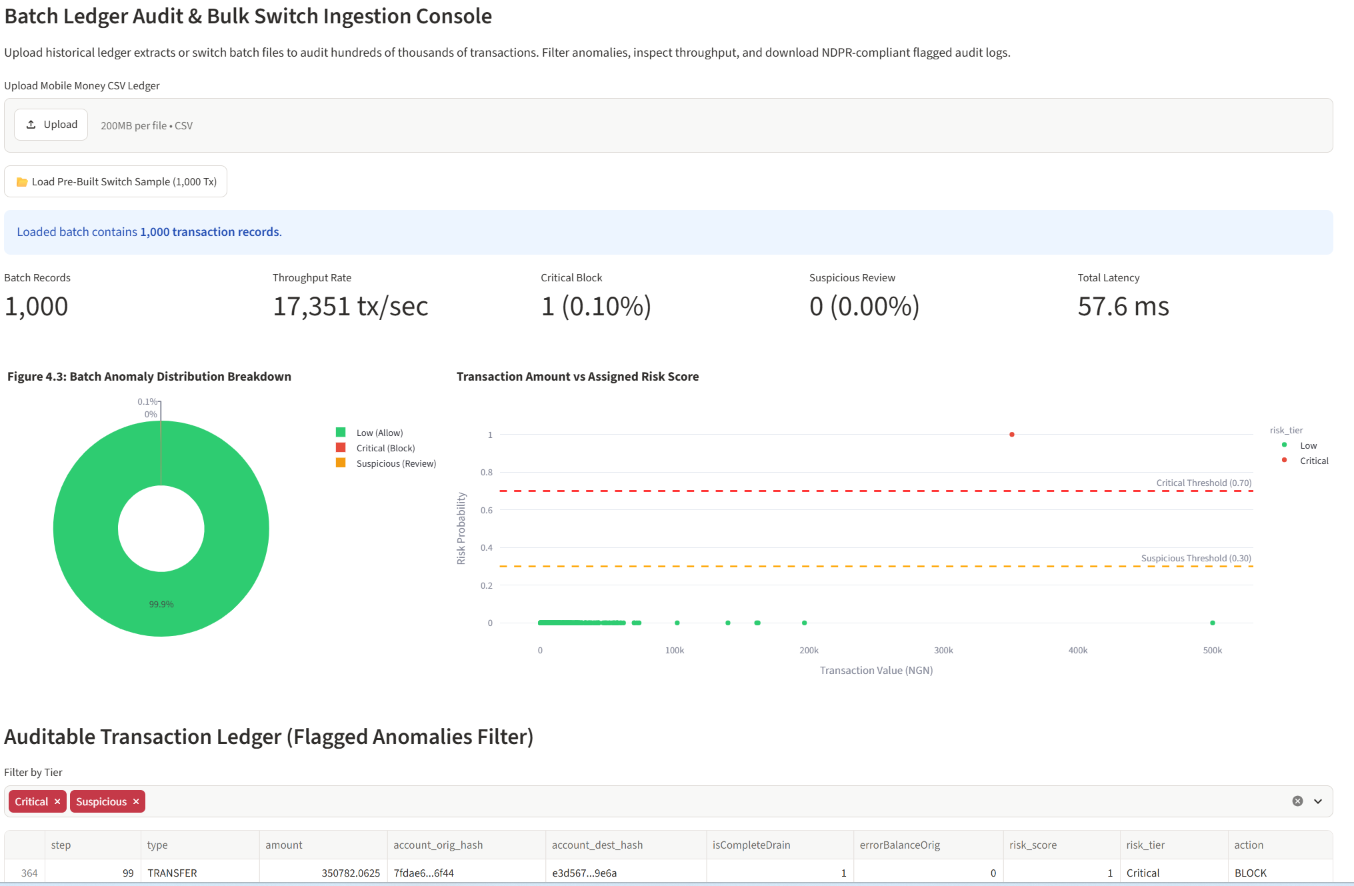 Batch Ledger Audit & Bulk Switch Ingestion Console
Upload historical ledger extracts or switch batch files to audit hundreds of thousands of transactions. Filter anomalies, inspect throughput, and download NDPR-compliant flagged audit logs.
Upload Mobile Money CSV Ledger
Upload 200MB per file • CSV
Load Pre-Built Switch Sample (1,000 Tx)
Loaded batch contains 1,000 transaction records.
Batch Records Throughput Rate Critical Block Suspicious Review Total Latency
1,000 17,351 tx/sec 1 (0.10%) 0 (0.00%) 57.6 ms
Figure 4.3: Batch Anomaly Distribution Breakdown
0.1%
0%
99.9%
Low (Allow)
Critical (Block)
Suspicious (Review)
Transaction Amount vs Assigned Risk Score
Risk Probability
1
0.8
0.6
0.4
0.2
0
Critical Threshold (0.70)
Suspicious Threshold (0.30)
0 100k 200k 300k 400k 500k
Transaction Value (NGN)
risk_tier
Low
Critical
Auditable Transaction Ledger (Flagged Anomalies Filter)
Filter by Tier
Critical × Suspicious ×
step type amount account_orig_hash account_dest_hash isCompleteDrain errorBalanceOrig risk_score risk_tier action
364 99 TRANSFER 350782.0625 7fdae6...6f44 e3d567...9e6a 1 0 1 Critical BLOCK